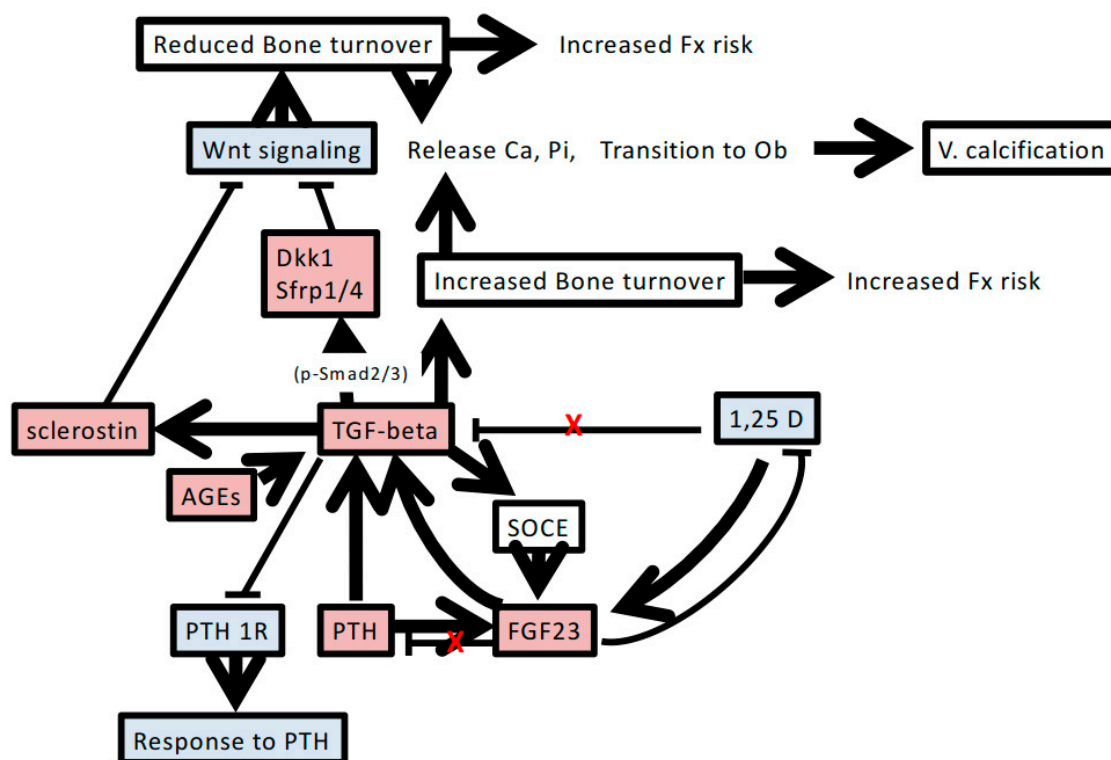 Reduced Bone turnover
Increased Fx risk
Wnt signaling
Release Ca, Pi,
Transition to Ob
V. calcification
Dkk1
Sfrp1/4
Increased Bone turnover
Increased Fx risk
(p-Smad2/3)
sclerostin
TGF-beta
X
1,25 D
AGEs
SOCE
PTH 1R
PTH
X
FGF23
Response to PTH